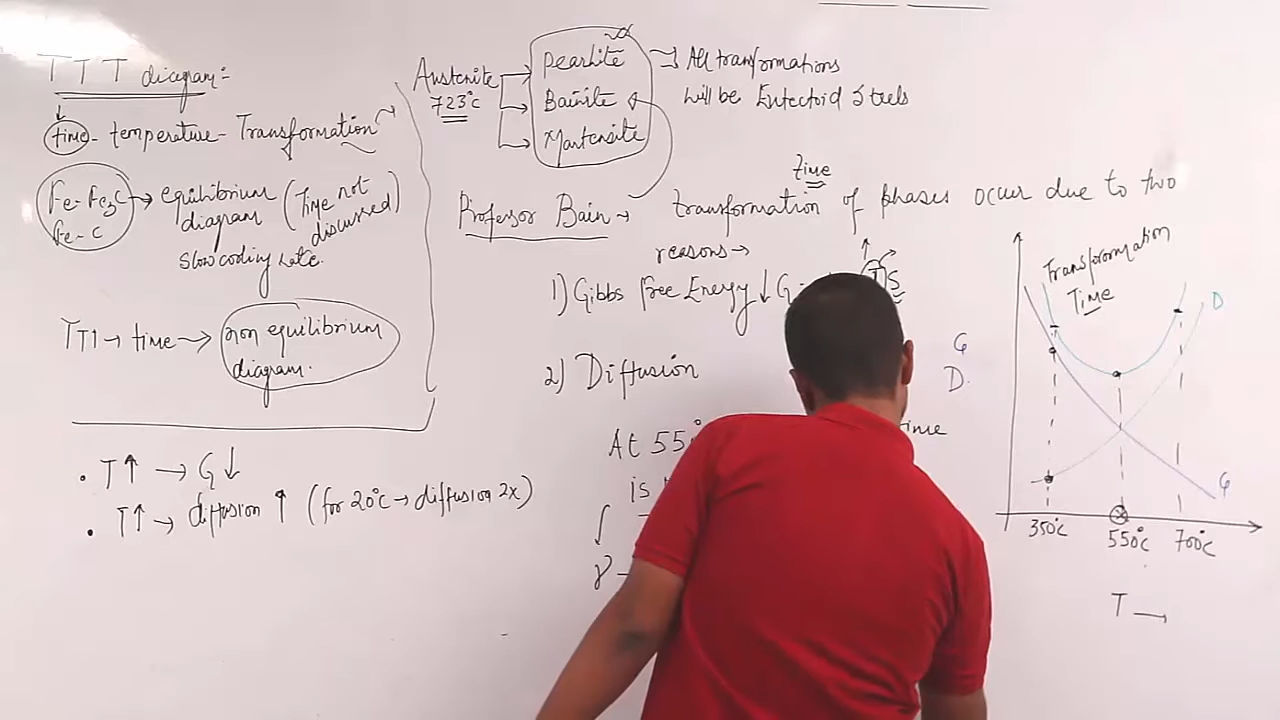 TTT diagram:-
time - temperature - Transformation
Fe - Fe3C → equilibrium diagram (Time not discussed)
Fe - C
slow cooling rate.
TTT → time → non equilibrium diagram.
• T↑ → G↓
• T↑ → diffusion ↑ (for 20°C → diffusion 2x)
Austenite
723°C
Pearlite
Bainite
Martensite
→ All transformations
will be Eutectoid Steels
time
Professor Bain → transformation of phases occur due to two
reasons →
1) Gibbs free Energy ↓ G
T S
2) Diffusion
At 55
time
is
γ -
G
D.
Transformation
Time
D
G
350°C 550°C 700°C
T →